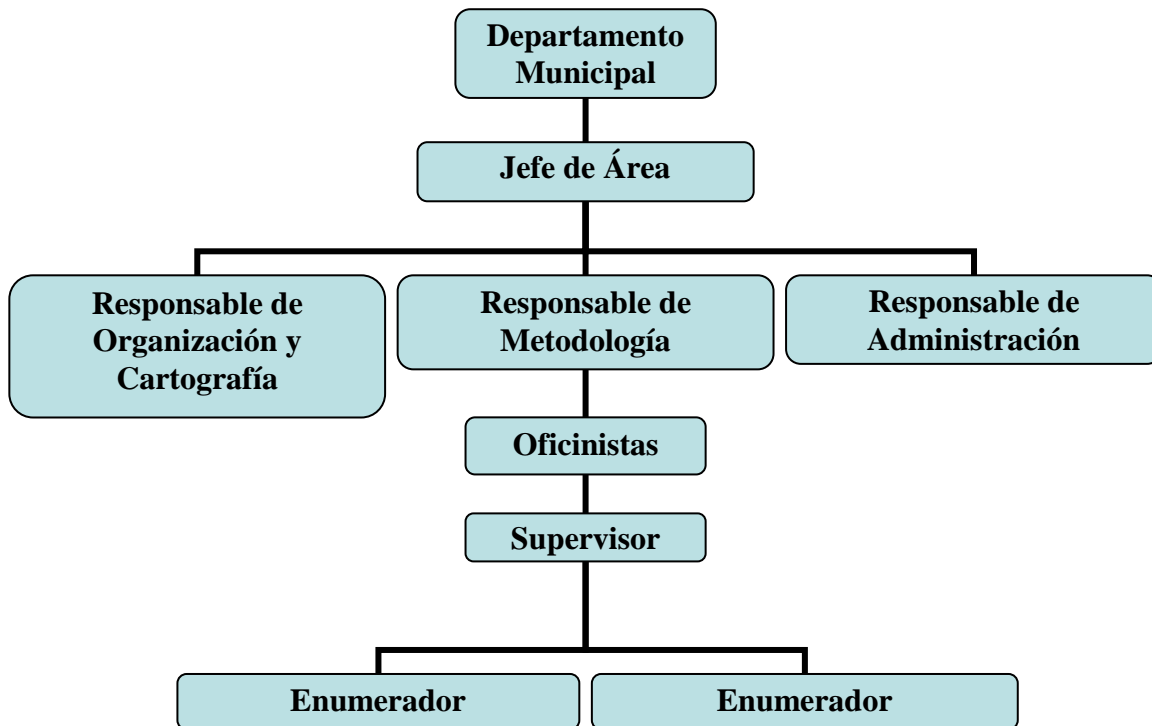 Departamento
Municipal
Jefe de Área
Responsable de
Organización y
Cartografía
Responsable de
Metodología
Responsable de
Administración
Oficinistas
Supervisor
Enumerador
Enumerador